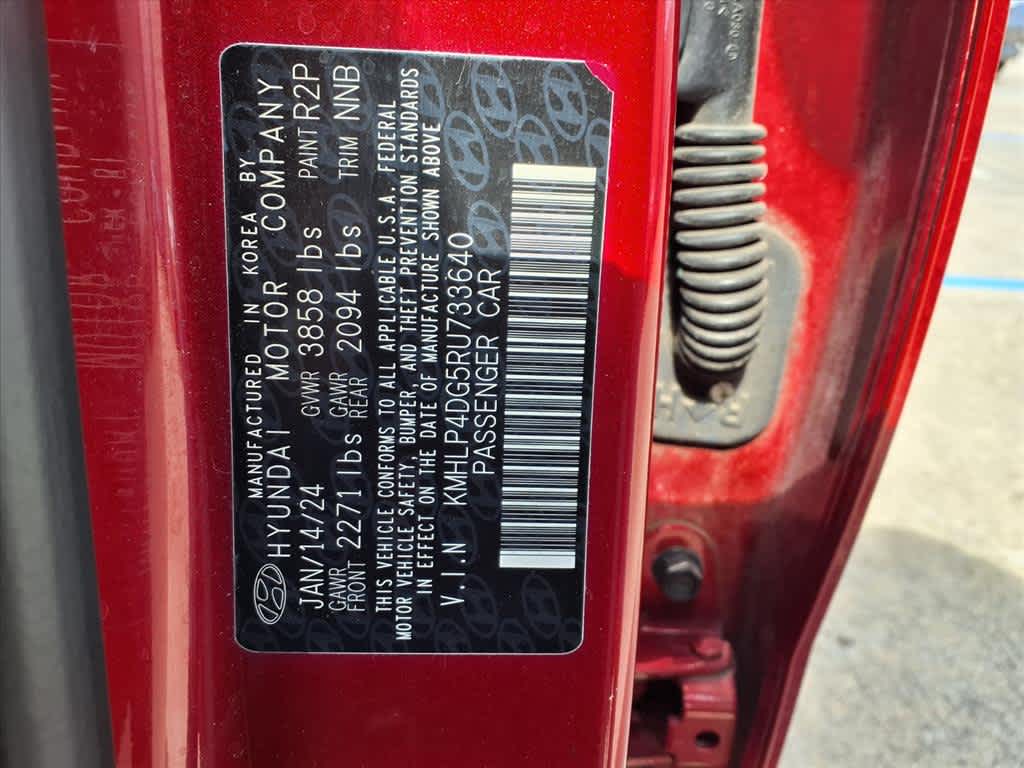 MANUFACTURED IN KOREA BY
HYUNDAI MOTOR COMPANY
JAN/14/24 GVWR 3858 lbs PAINT R2P
GAWR FRONT 2271 lbs GAWR REAR 2094 lbs TRIM NNB
THIS VEHICLE CONFORMS TO ALL APPLICABLE U.S.A. FEDERAL
MOTOR VEHICLE SAFETY, BUMPER, AND THEFT PREVENTION STANDARDS
IN EFFECT ON THE DATE OF MANUFACTURE SHOWN ABOVE
V.I.N KMHLP4DG5RU733640
PASSENGER CAR